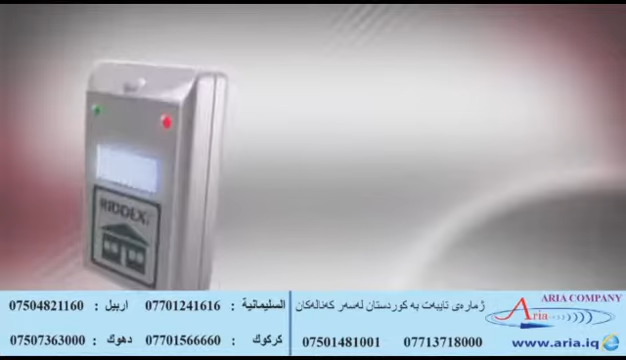 RIDDEX
ARIA COMPANY
Aria
www.aria.iq
ژمارەی تایبەت بە کوردستان لەسەر کەناڵەکان
07501481001 07713718000
السليمانية : 07701241616 اربيل : 07504821160
كركوك : 07701566660 دهوك : 07507363000